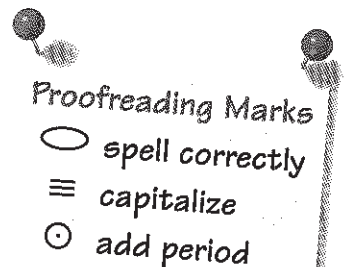 Proofreading Marks
spell correctly
capitalize
add period